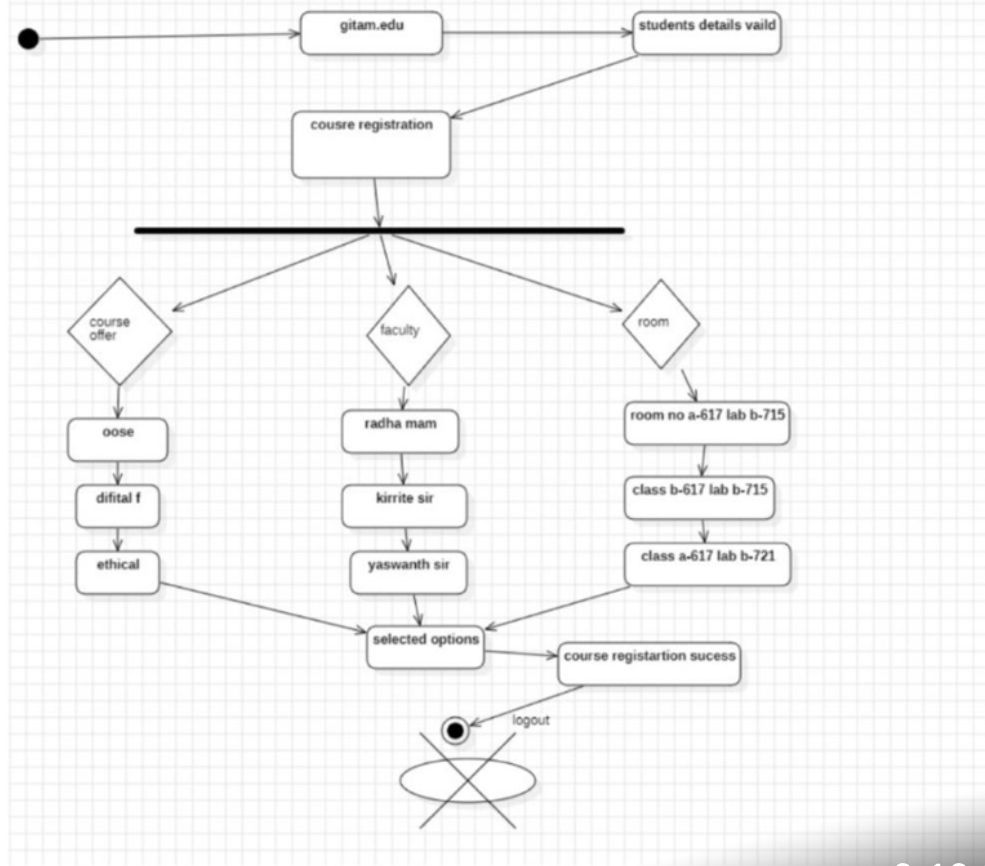 gitam.edu
students details vaild
cousre registration
course
offer
faculty
room
oose
radha mam
room no a-617 lab b-715
difital f
kirrite sir
class b-617 lab b-715
ethical
yaswanth sir
class a-617 lab b-721
selected options
course registartion sucess
logout